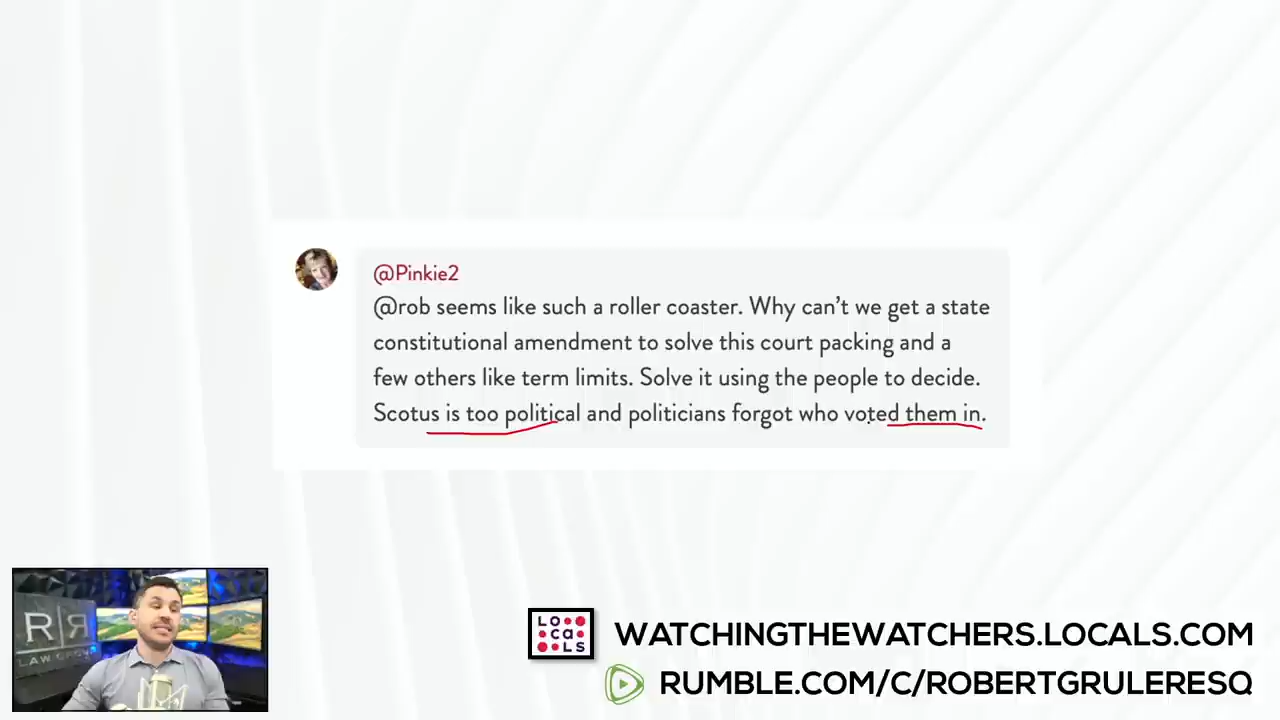 @Pinkie2
@rob seems like such a roller coaster. Why can't we get a state
constitutional amendment to solve this court packing and a
few others like term limits. Solve it using the people to decide.
Scotus is too political and politicians forgot who voted them in.
R|R
LAW GROUP
LO
ca
LS
WATCHINGTHEWATCHERS.LOCALS.COM
RUMBLE.COM/C/ROBERTGRULERESQ